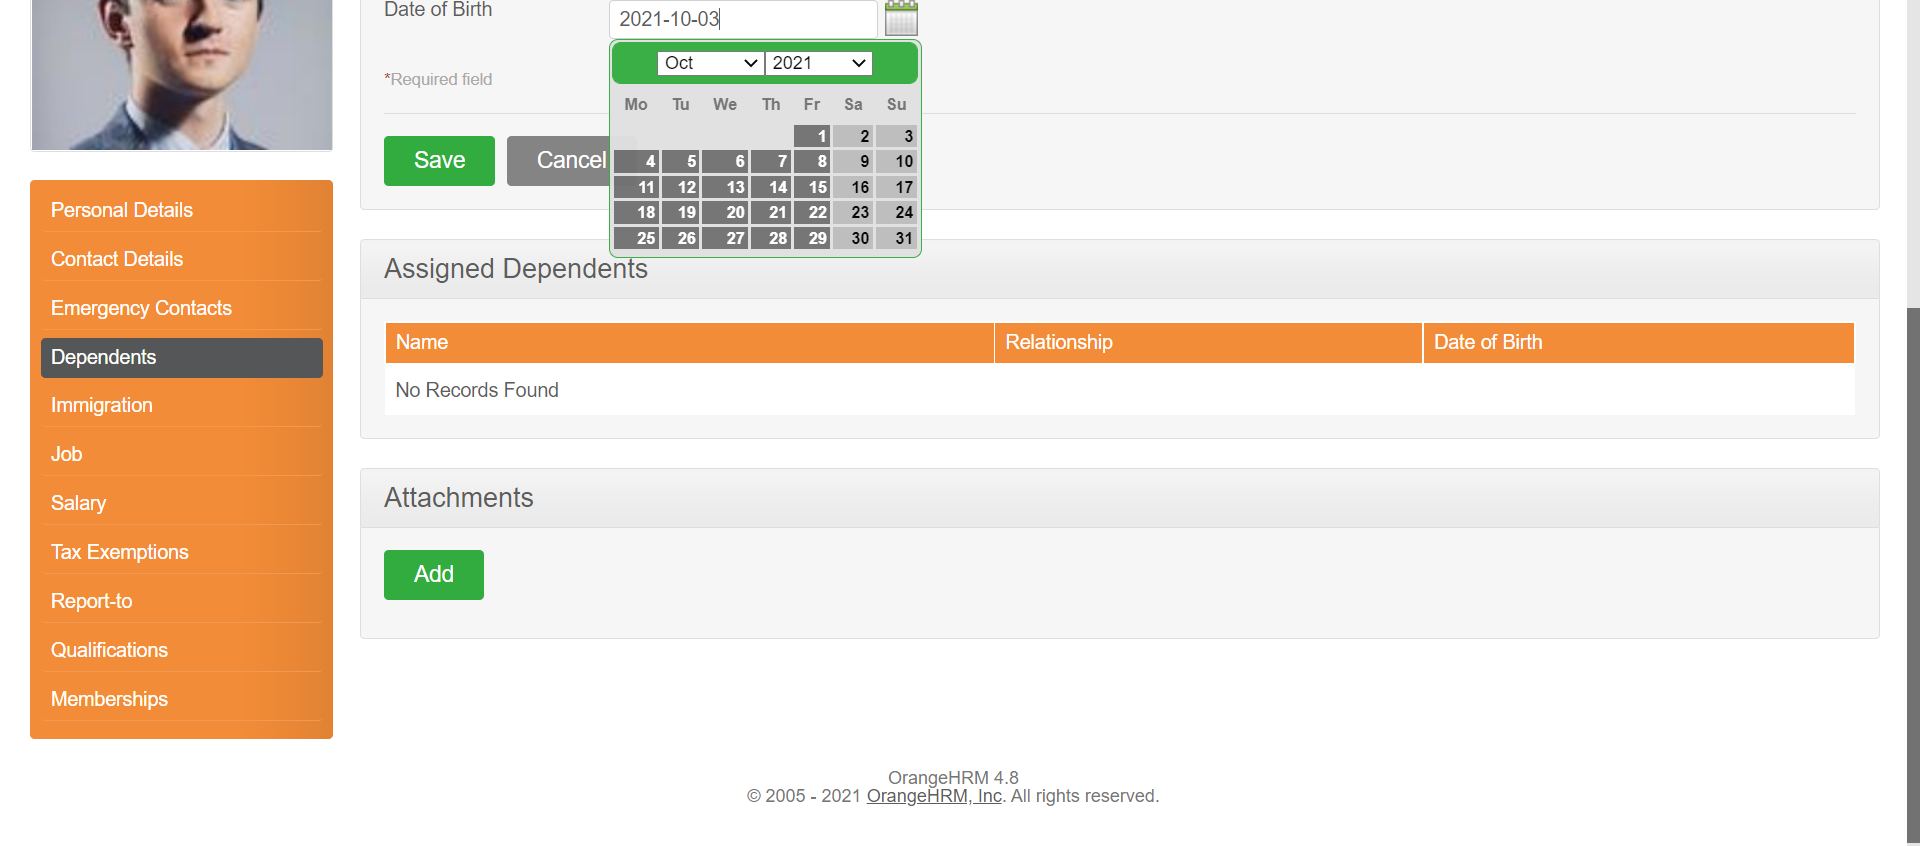 Date of Birth
2021-10-03
Oct 2021
*Required field
Mo Tu We Th Fr Sa Su
1 2 3
4 5 6 7 8 9 10
11 12 13 14 15 16 17
18 19 20 21 22 23 24
25 26 27 28 29 30 31
Save Cancel
Personal Details
Contact Details
Emergency Contacts
Dependents
Immigration
Job
Salary
Tax Exemptions
Report-to
Qualifications
Memberships
Assigned Dependents
Name Relationship Date of Birth
No Records Found
Attachments
Add
OrangeHRM 4.8
© 2005 - 2021 OrangeHRM, Inc. All rights reserved.